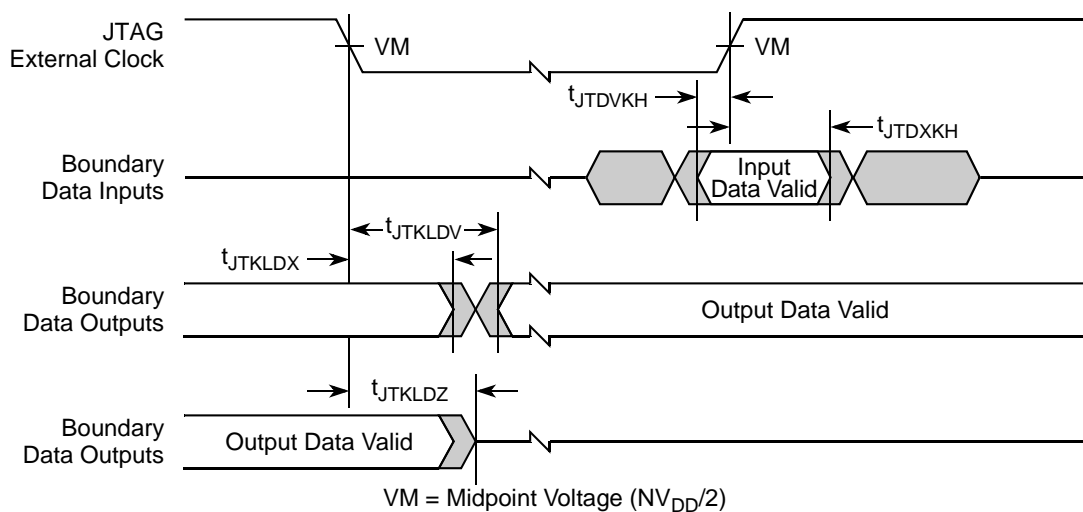 JTAG
External Clock
VM
VM
tJTDVKH
tJTDXKH
Boundary
Data Inputs
Input
Data Valid
tJTKLDV
tJTKLDX
Boundary
Data Outputs
Output Data Valid
tJTKLDZ
Boundary
Data Outputs
Output Data Valid
VM = Midpoint Voltage (NVDD/2)